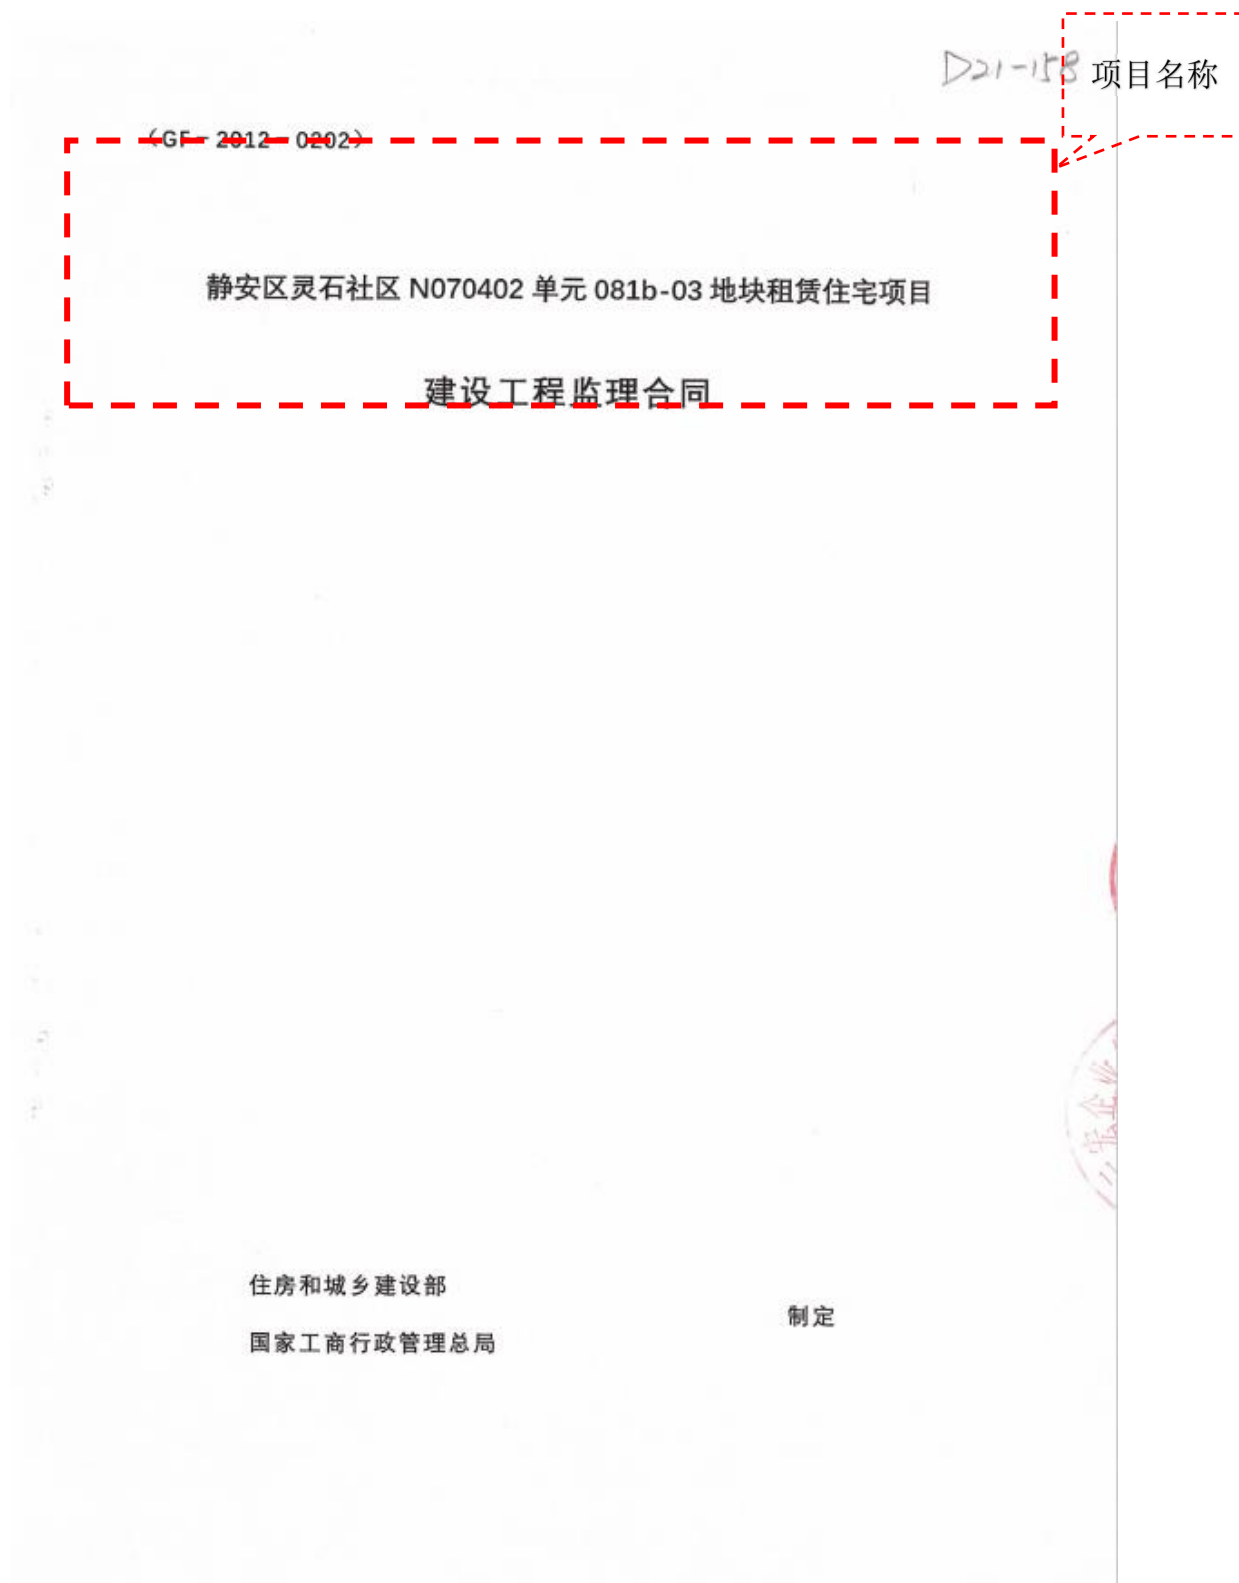 D21-158
项目名称
（GF－2012－0202）
静安区灵石社区 N070402 单元 081b-03 地块租赁住宅项目
建设工程监理合同
企业
住房和城乡建设部
制定
国家工商行政管理总局